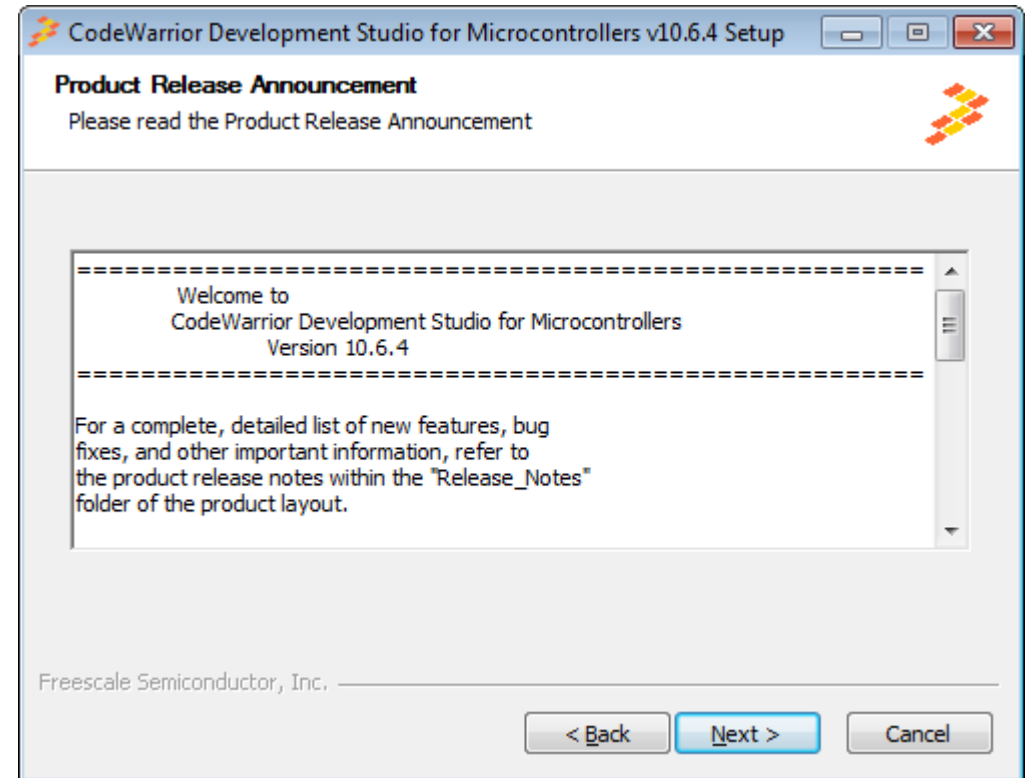 CodeWarrior Development Studio for Microcontrollers v10.6.4 Setup
Product Release Announcement
Please read the Product Release Announcement
=====================================================
Welcome to
CodeWarrior Development Studio for Microcontrollers
Version 10.6.4
=====================================================
For a complete, detailed list of new features, bug
fixes, and other important information, refer to
the product release notes within the "Release_Notes"
folder of the product layout.
Freescale Semiconductor, Inc.
< Back
Next >
Cancel